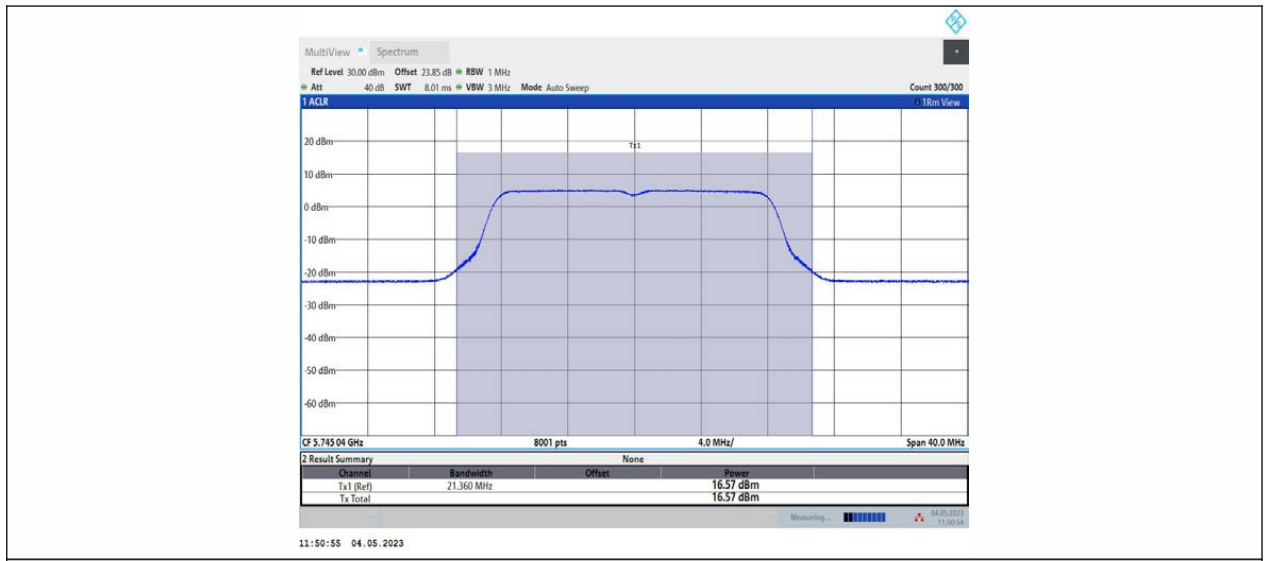 MultiView Spectrum
Ref Level 30.00 dBm Offset 23.85 dB RBW 1 MHz
Att 40 dB SWT 8.01 ms VBW 3 MHz Mode Auto Sweep Count 300/300
1 ACLR 1Rm View
Tx1
20 dBm
10 dBm
0 dBm
-10 dBm
-20 dBm
-30 dBm
-40 dBm
-50 dBm
-60 dBm
CF 5.745 04 GHz 8001 pts 4.0 MHz/ Span 40.0 MHz
2 Result Summary None
Channel Bandwidth Offset Power
Tx1 (Ref) 21.360 MHz 16.57 dBm
Tx Total 16.57 dBm
Measuring... 04.05.2023
11:50:54
11:50:55 04.05.2023